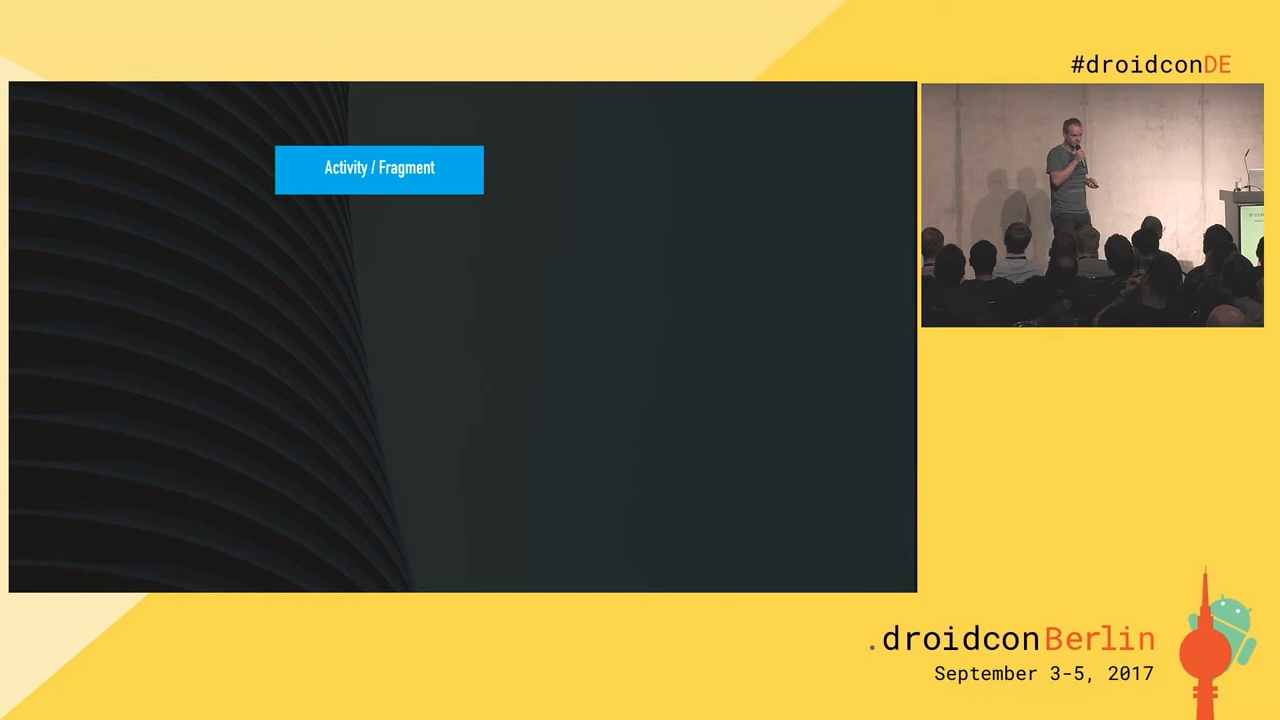 #droidconDE
Activity / Fragment
.droidconBerlin
September 3-5, 2017